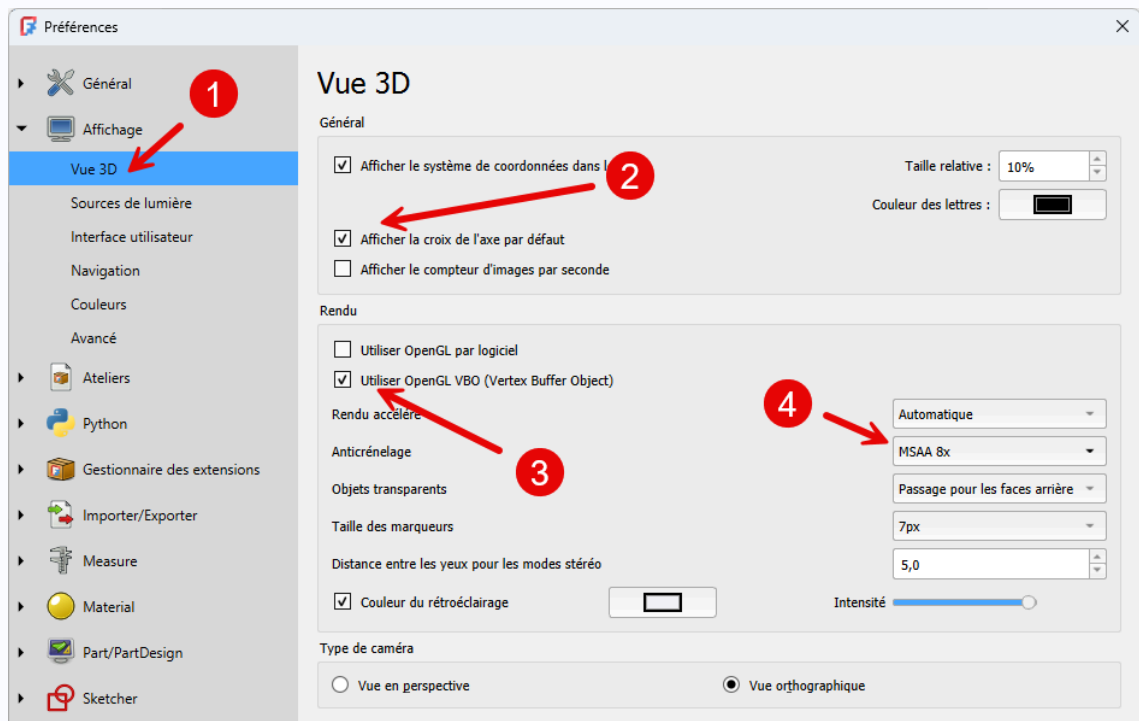 Préférences
Général
Affichage
Vue 3D
Sources de lumière
Interface utilisateur
Navigation
Couleurs
Avancé
Ateliers
Python
Gestionnaire des extensions
Importer/Exporter
Measure
Material
Part/PartDesign
Sketcher
1
Vue 3D
Général
Afficher le système de coordonnées dans l
2
Taille relative : 10%
Couleur des lettres :
Afficher la croix de l'axe par défaut
Afficher le compteur d'images par seconde
Rendu
Utiliser OpenGL par logiciel
Utiliser OpenGL VBO (Vertex Buffer Object)
Rendu accéléré Automatique
4
Anticrénelage MSAA 8x
3
Objets transparents Passage pour les faces arrière
Taille des marqueurs 7px
Distance entre les yeux pour les modes stéréo 5,0
Couleur du rétroéclairage Intensité
Type de caméra
Vue en perspective Vue orthographique